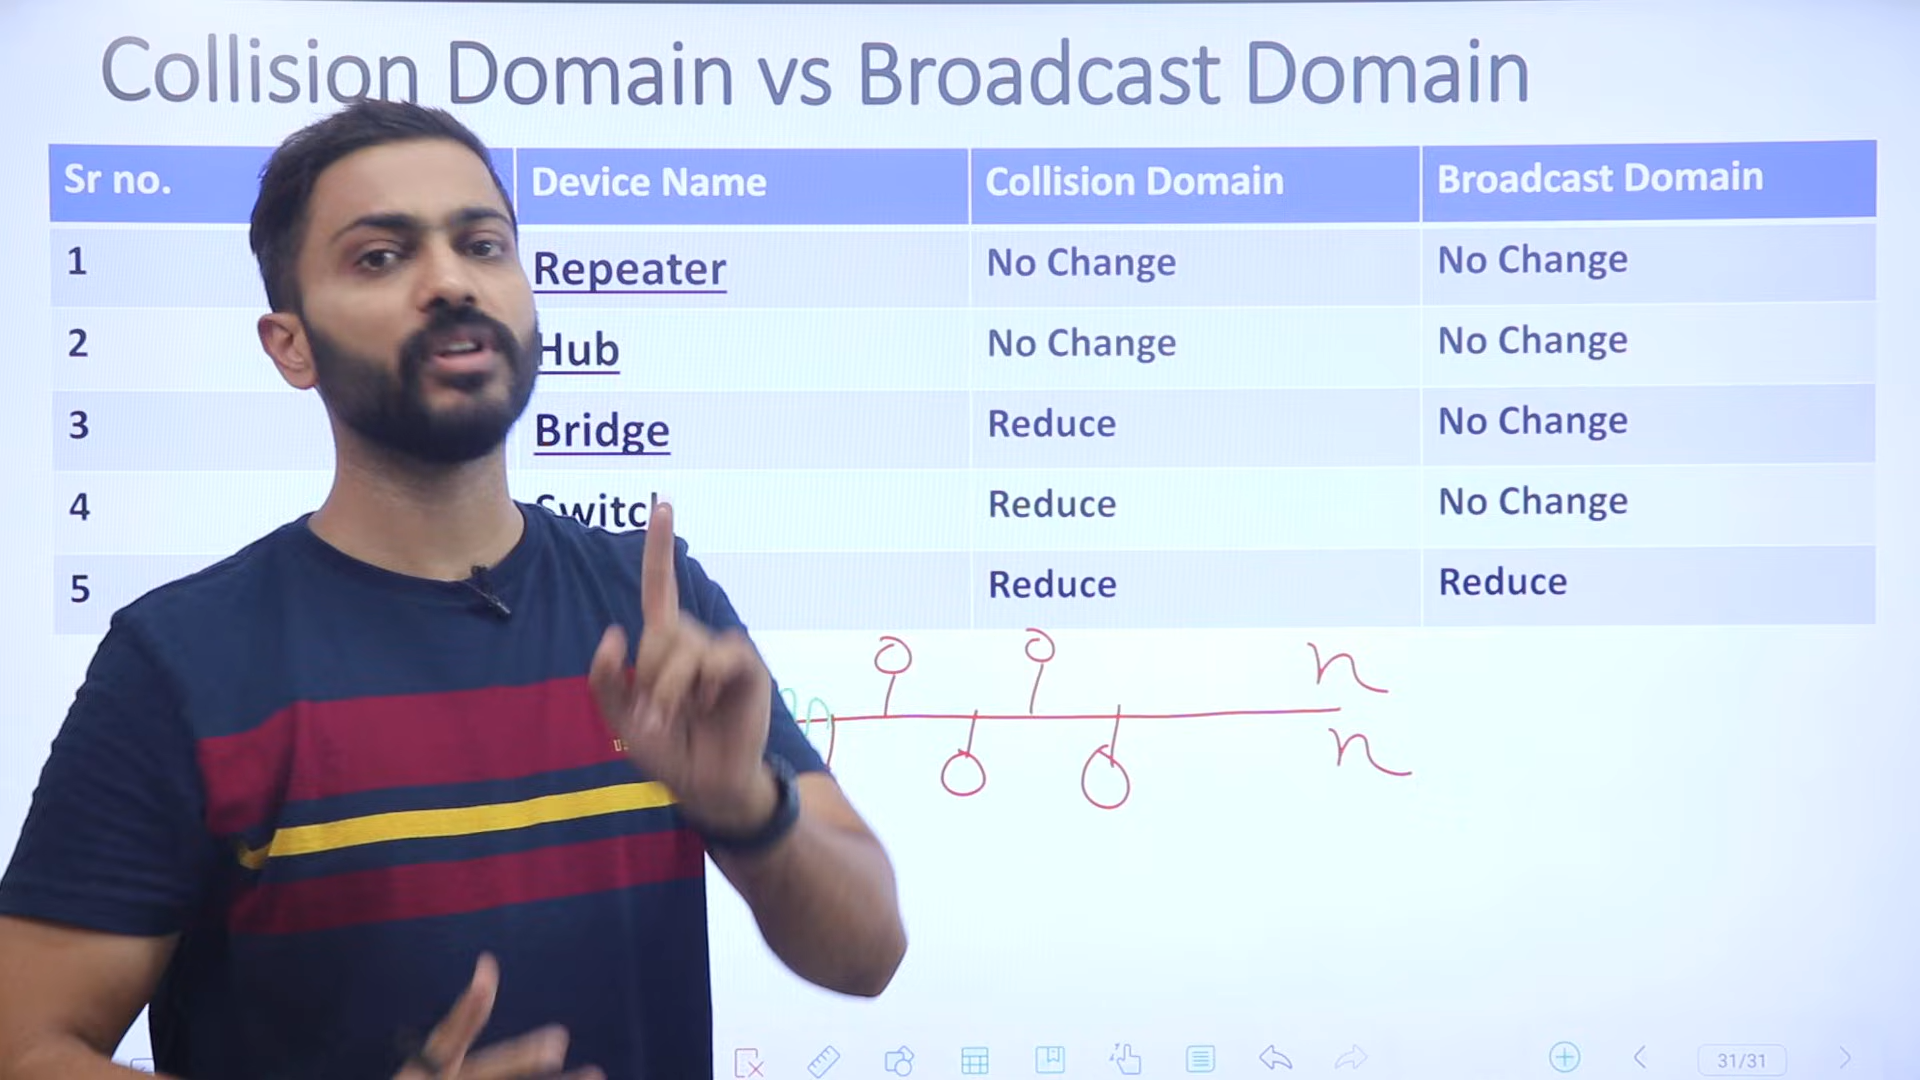 Collision Domain vs Broadcast Domain
Sr no. Device Name Collision Domain Broadcast Domain
1 Repeater No Change No Change
2 Hub No Change No Change
3 Bridge Reduce No Change
4 Switch Reduce No Change
5 Reduce Reduce
n
n
31/31